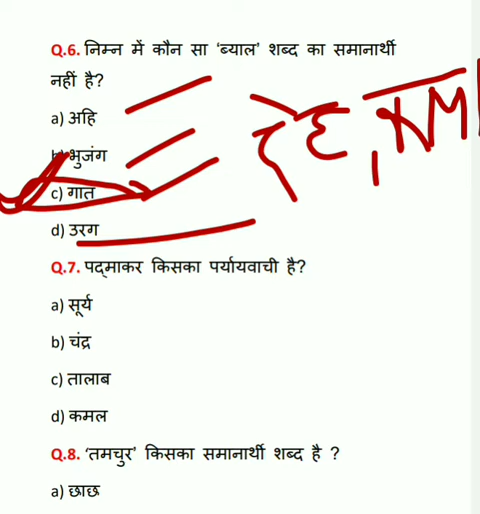 Q.6. निम्न में कौन सा ‘ब्याल’ शब्द का समानार्थी
नहीं है?
a) अहि
b) भुजंग
c) गात
d) उरग
Q.7. पद्माकर किसका पर्यायवाची है?
a) सूर्य
b) चंद्र
c) तालाब
d) कमल
Q.8. ‘तमचुर’ किसका समानार्थी शब्द है ?
a) छाछ